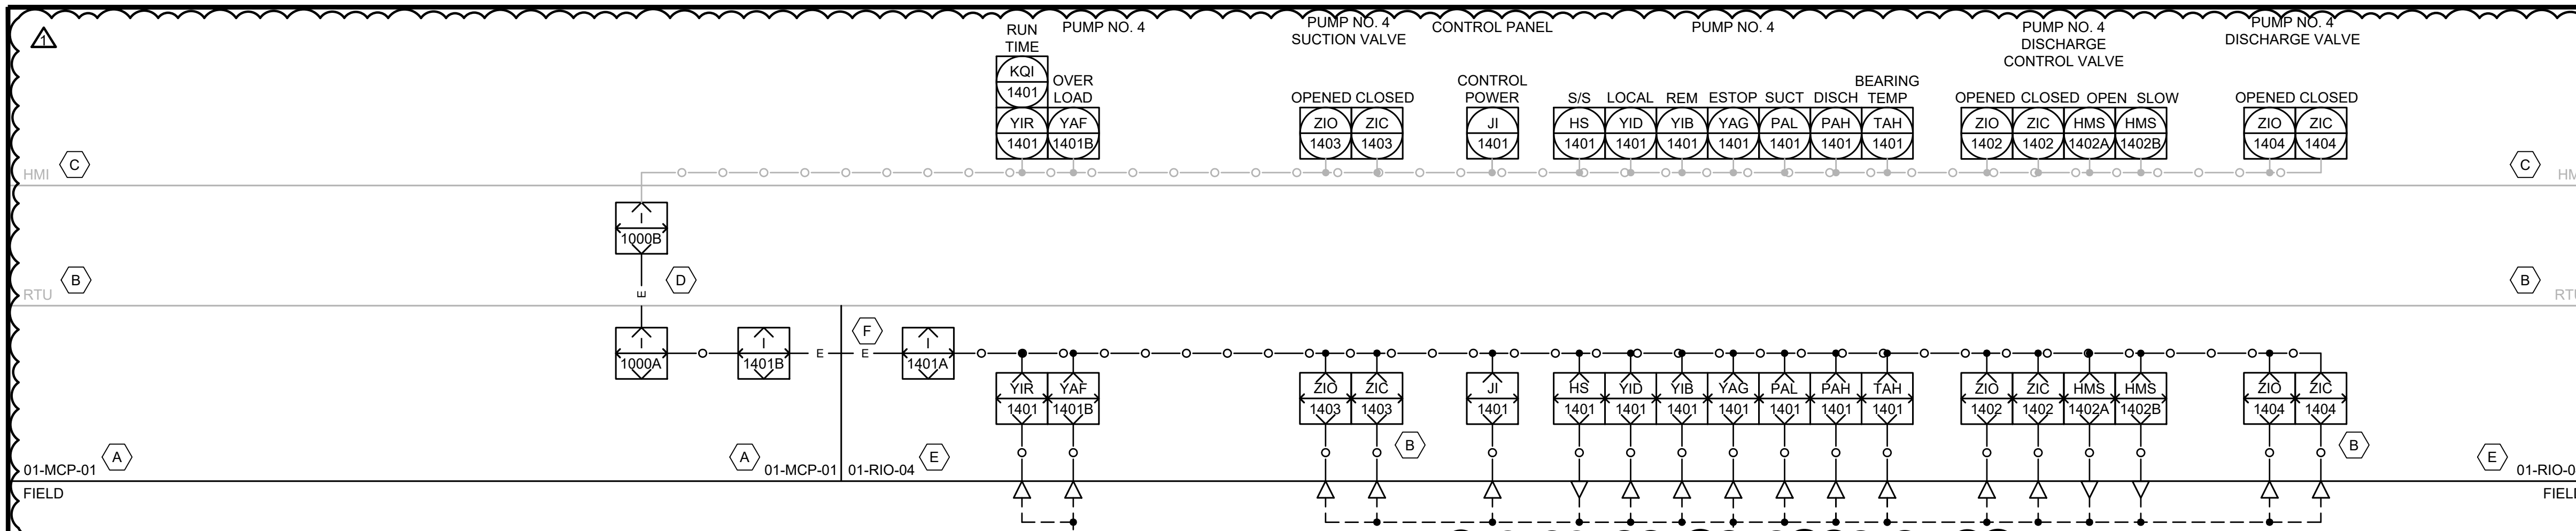 1
RUN
TIME
PUMP NO. 4
PUMP NO. 4
SUCTION VALVE
CONTROL PANEL
PUMP NO. 4
PUMP NO. 4
DISCHARGE
CONTROL VALVE
PUMP NO. 4
DISCHARGE VALVE
KQI
1401
OVER
LOAD
CONTROL
POWER
BEARING
TEMP
OPENED CLOSED
S/S LOCAL REM ESTOP SUCT DISCH
OPENED CLOSED OPEN SLOW
OPENED CLOSED
YIR YAF ZIO ZIC JI HS YID YIB YAG PAL PAH TAH ZIO ZIC HMS HMS ZIO ZIC
1401 1401B 1403 1403 1401 1401 1401 1401 1401 1401 1401 1401 1402 1402 1402A 1402B 1404 1404
HMI C C HM
I
1000B
D
E
RTU B B RTU
F
I I I
E E
1000A 1401B 1401A
YIR YAF ZIO ZIC JI HS YID YIB YAG PAL PAH TAH ZIO ZIC HMS HMS ZIO ZIC
1401 1401B 1403 1403 1401 1401 1401 1401 1401 1401 1401 1401 1402 1402 1402A 1402B 1404 1404
B B
01-MCP-01 A A 01-MCP-01 01-RIO-04 E E 01-RIO-0
FIELD FIEL